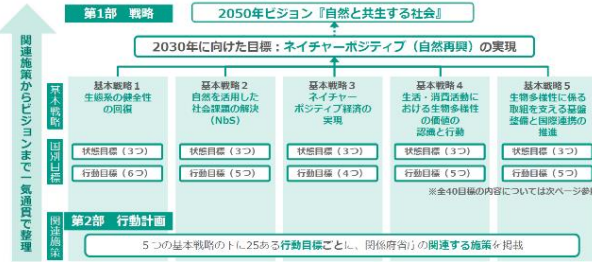 第1部 戦略
2050年ビジョン『自然と共生する社会』
2030年に向けた目標：ネイチャーポジティブ（自然再興）の実現
関連施策からビジョンまで一気通貫で整理
基本戦略
基本戦略1
生態系の健全性
の回復
基本戦略2
自然を活用した
社会課題の解決
（NbS）
基本戦略3
ネイチャー
ポジティブ経済の
実現
基本戦略4
生活・消費活動に
おける生物多様性
の価値の
認識と行動
基本戦略5
生物多様性に係る
取組を支える基盤
整備と国際連携の
推進
国別目標
状態目標（3つ）
状態目標（3つ）
状態目標（3つ）
状態目標（3つ）
状態目標（3つ）
行動目標（6つ）
行動目標（5つ）
行動目標（4つ）
行動目標（5つ）
行動目標（5つ）
※全40目標の内容については次ページ参照
第2部 行動計画
関連施策
5つの基本戦略の下に25ある行動目標ごとに、関係府省庁の関連する施策を掲載